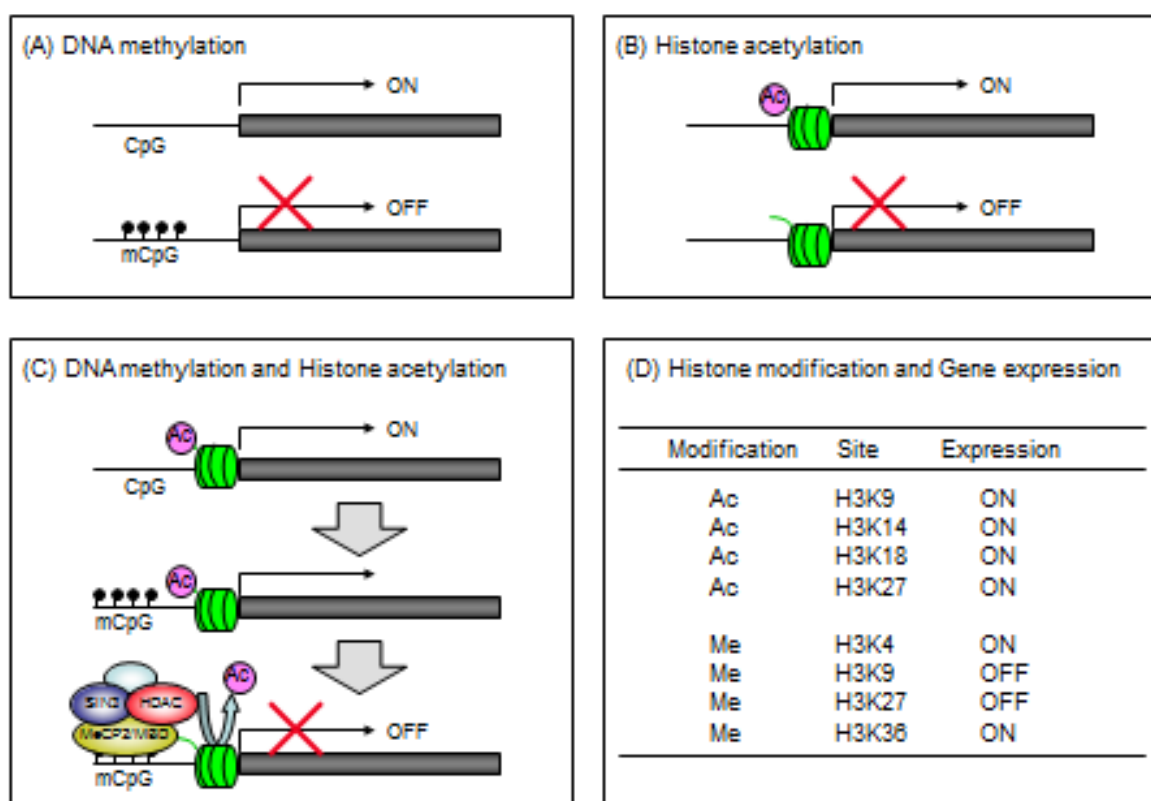 (A) DNA methylation
ON
CpG
OFF
mCpG
(B) Histone acetylation
Ac
ON
OFF
(C) DNA methylation and Histone acetylation
Ac
ON
CpG
Ac
mCpG
Ac
SIN3 HDAC
MeCP2/MBD
OFF
mCpG
(D) Histone modification and Gene expression
Modification Site Expression
Ac H3K9 ON
Ac H3K14 ON
Ac H3K18 ON
Ac H3K27 ON
Me H3K4 ON
Me H3K9 OFF
Me H3K27 OFF
Me H3K36 ON